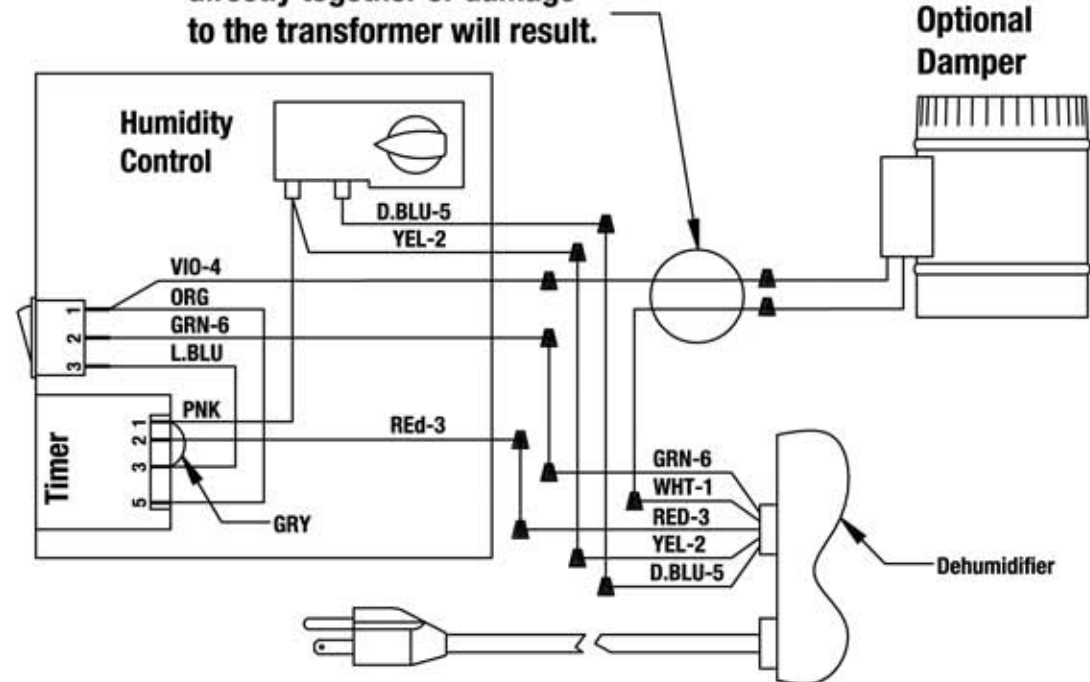 to the transformer will result.
Optional
Damper
Humidity
Control
D.BLU-5
YEL-2
VIO-4
ORG
GRN-6
L.BLU
1
2
3
PNK
REd-3
Timer
1
2
3
5
GRY
GRN-6
WHT-1
RED-3
YEL-2
D.BLU-5
Dehumidifier